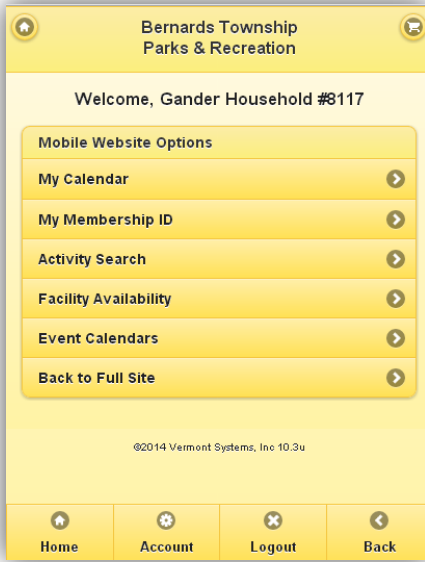 Bernards Township
Parks & Recreation
Welcome, Gander Household #8117
Mobile Website Options
My Calendar
My Membership ID
Activity Search
Facility Availability
Event Calendars
Back to Full Site
©2014 Vermont Systems, Inc 10.3u
Home Account Logout Back